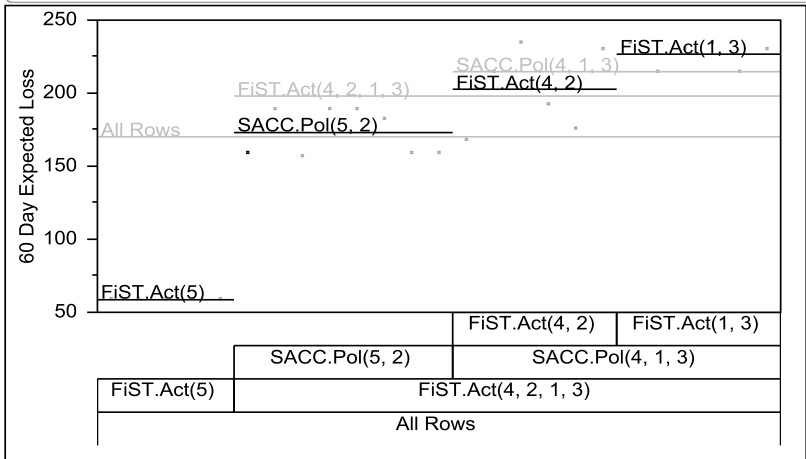 60 Day Expected Loss
250
200
150
100
50
FiST.Act(1, 3)
SACC.Pol(4, 1, 3)
FiST.Act(4, 2)
FiST.Act(4, 2, 1, 3)
SACC.Pol(5, 2)
All Rows
FiST.Act(5)
FiST.Act(4, 2) FiST.Act(1, 3)
SACC.Pol(5, 2) SACC.Pol(4, 1, 3)
FiST.Act(5) FiST.Act(4, 2, 1, 3)
All Rows